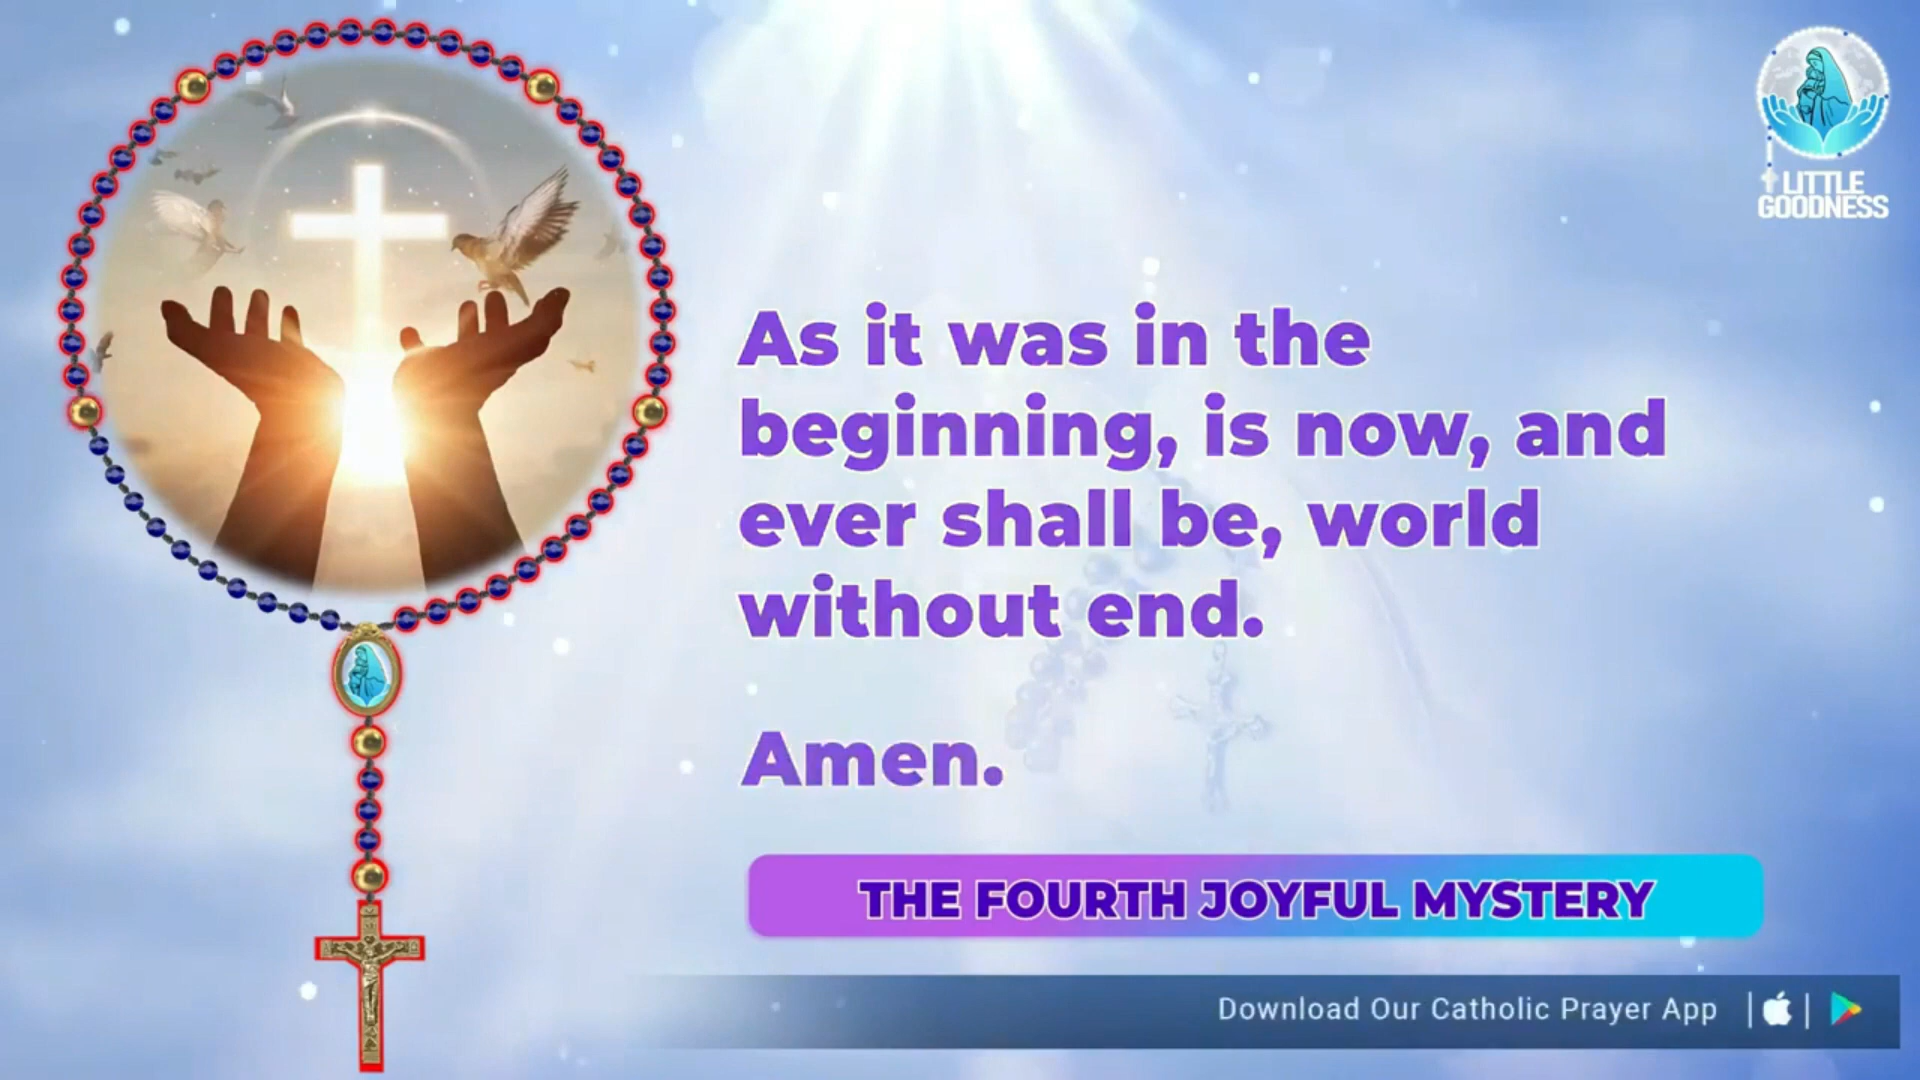 LITTLE
GOODNESS
As it was in the
beginning, is now, and
ever shall be, world
without end.
Amen.
THE FOURTH JOYFUL MYSTERY
Download Our Catholic Prayer App